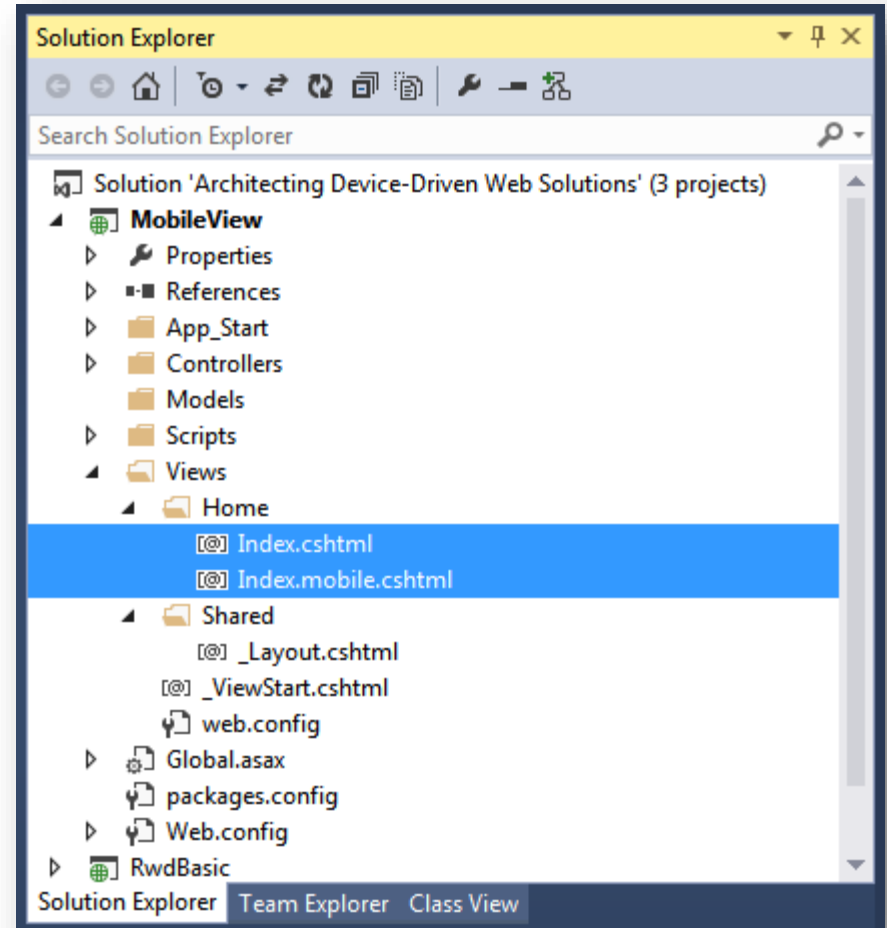 Solution Explorer
Search Solution Explorer
Solution 'Architecting Device-Driven Web Solutions' (3 projects)
MobileView
Properties
References
App_Start
Controllers
Models
Scripts
Views
Home
[@] Index.cshtml
[@] Index.mobile.cshtml
Shared
[@] _Layout.cshtml
[@] _ViewStart.cshtml
web.config
Global.asax
packages.config
Web.config
RwdBasic
Solution Explorer Team Explorer Class View